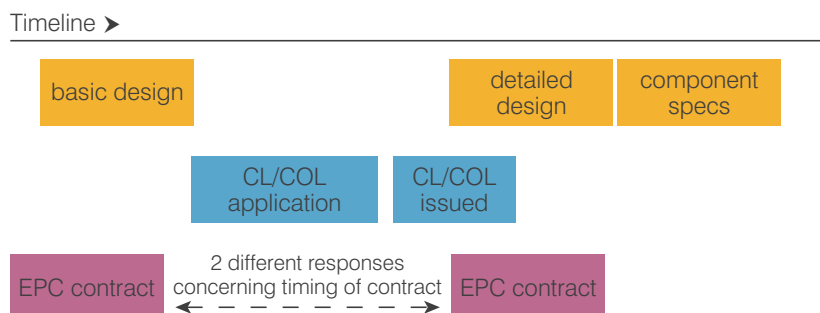 Timeline ➤
basic design
detailed
design
component
specs
CL/COL
application
CL/COL
issued
EPC contract
2 different responses
concerning timing of contract
EPC contract